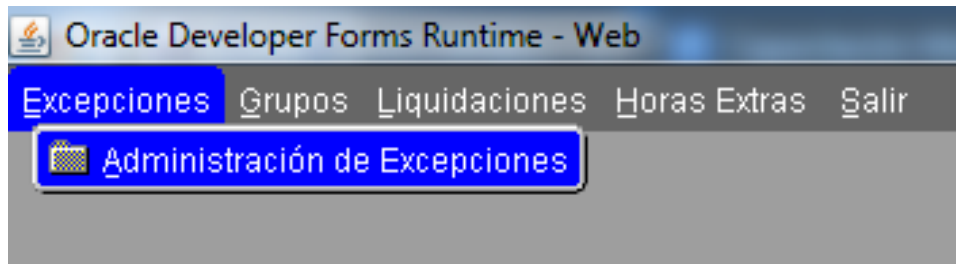 Oracle Developer Forms Runtime - Web
Excepciones Grupos Liquidaciones Horas Extras Salir
Administración de Excepciones